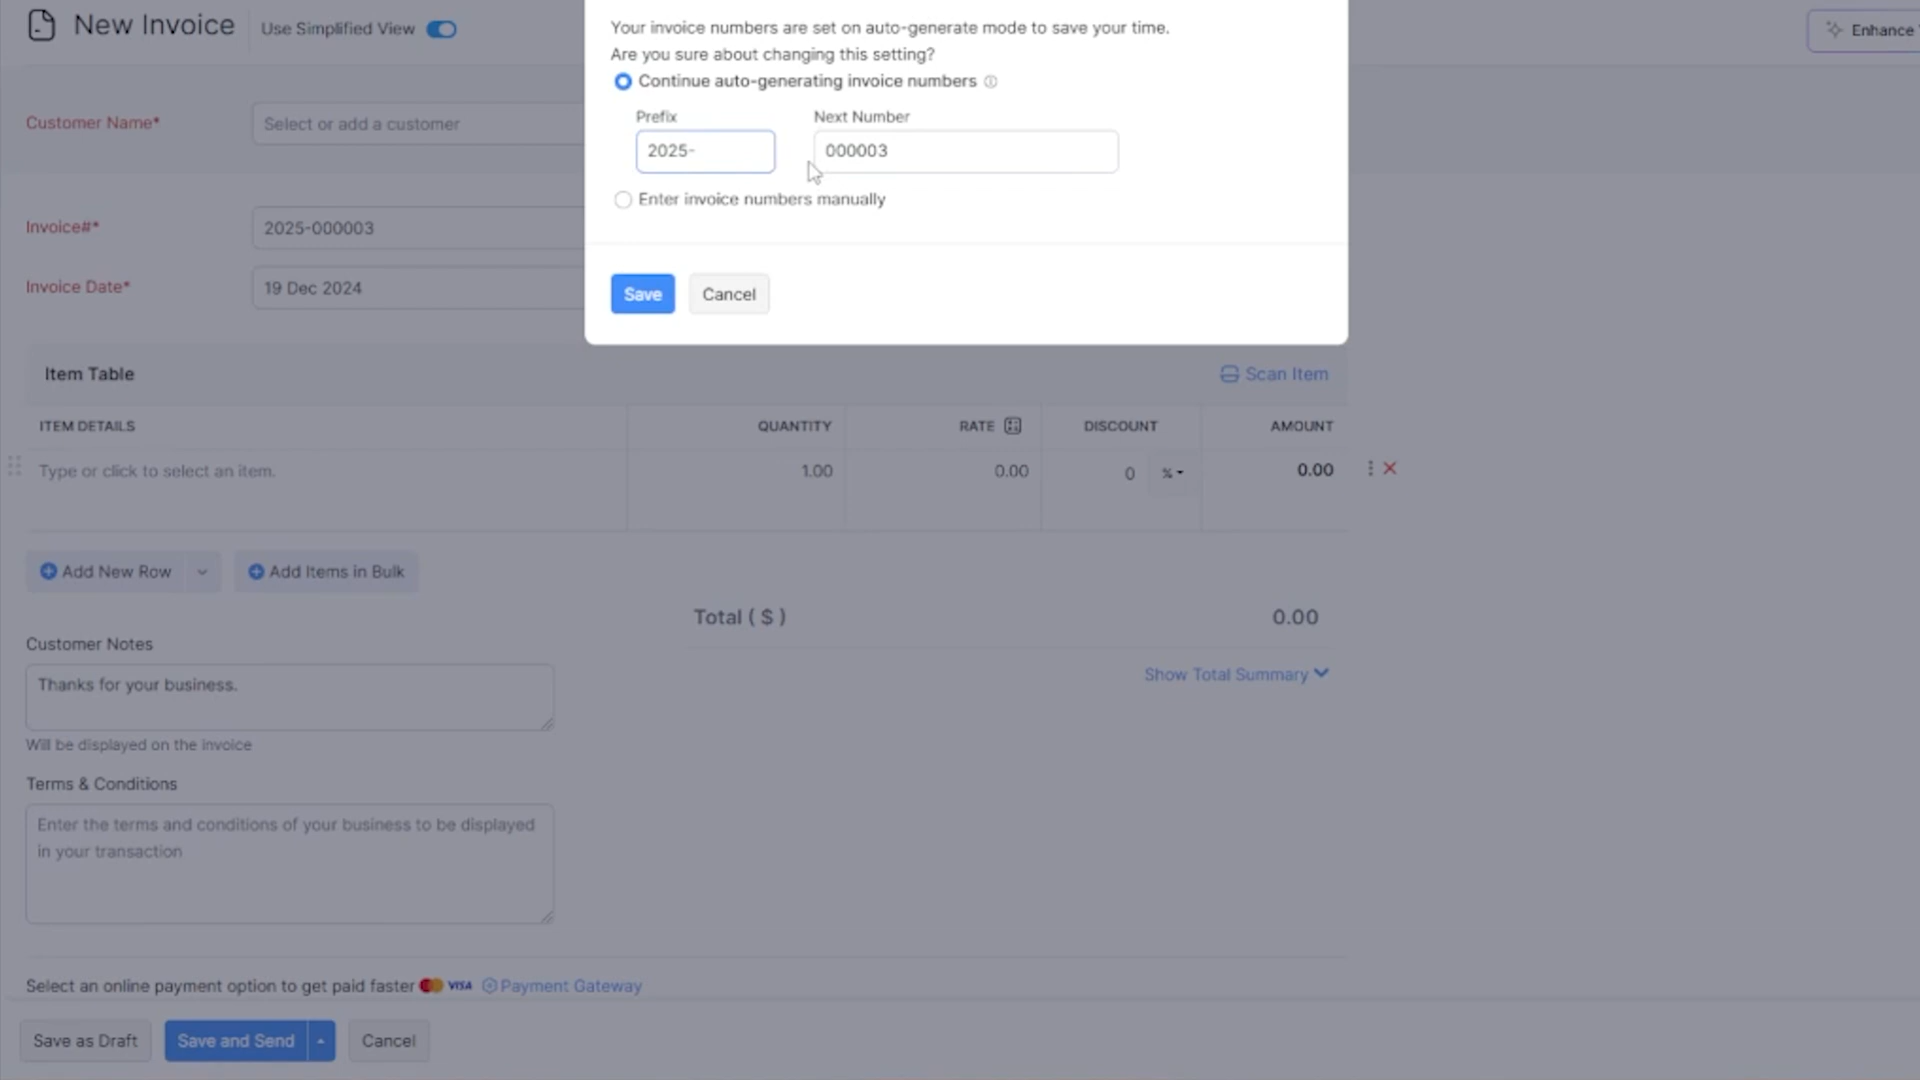 New Invoice
Use Simplified View
Enhance
Your invoice numbers are set on auto-generate mode to save your time.
Are you sure about changing this setting?
Continue auto-generating invoice numbers
Prefix
Next Number
2025-
000003
Enter invoice numbers manually
Save
Cancel
Customer Name*
Select or add a customer
Invoice#*
2025-000003
Invoice Date*
19 Dec 2024
Item Table
Scan Item
ITEM DETAILS
QUANTITY
RATE
DISCOUNT
AMOUNT
Type or click to select an item.
1.00
0.00
0
%
0.00
Add New Row
Add Items in Bulk
Total ( $ )
0.00
Show Total Summary
Customer Notes
Thanks for your business.
Will be displayed on the invoice
Terms & Conditions
Enter the terms and conditions of your business to be displayed
in your transaction
Select an online payment option to get paid faster VISA Payment Gateway
Save as Draft
Save and Send
Cancel